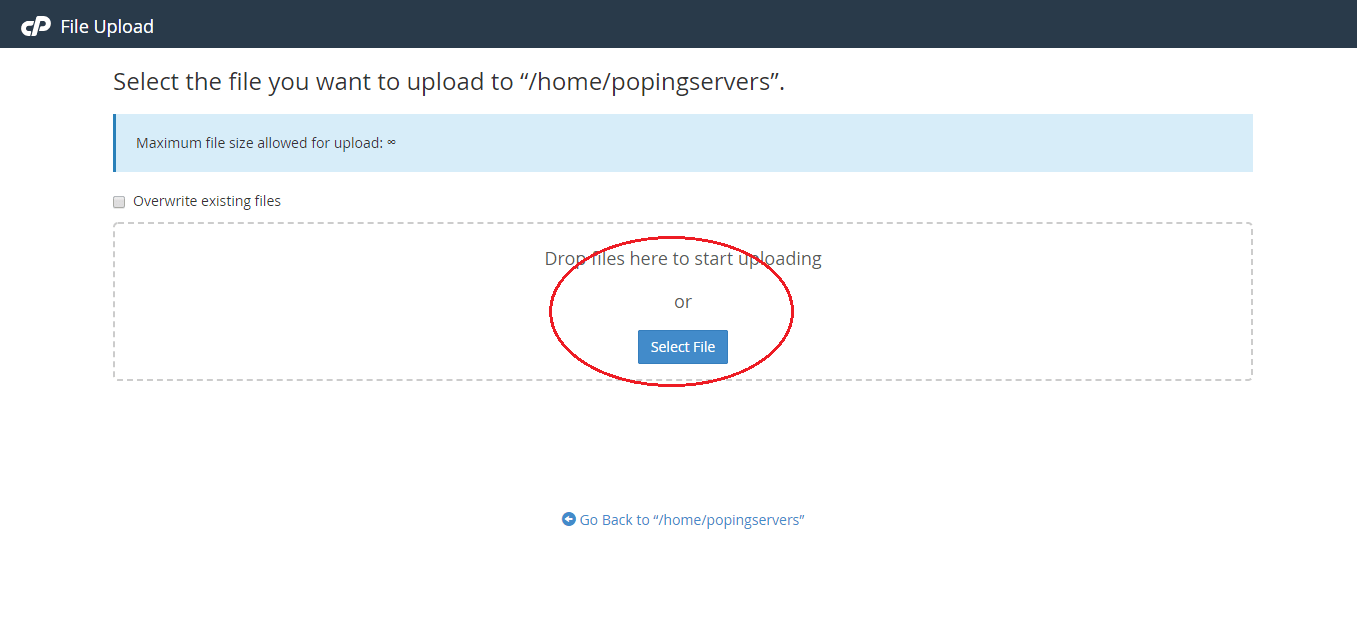 cP File Upload
Select the file you want to upload to “/home/popingservers”.
Maximum file size allowed for upload: ∞
Overwrite existing files
Drop files here to start uploading
or
Select File
Go Back to “/home/popingservers”